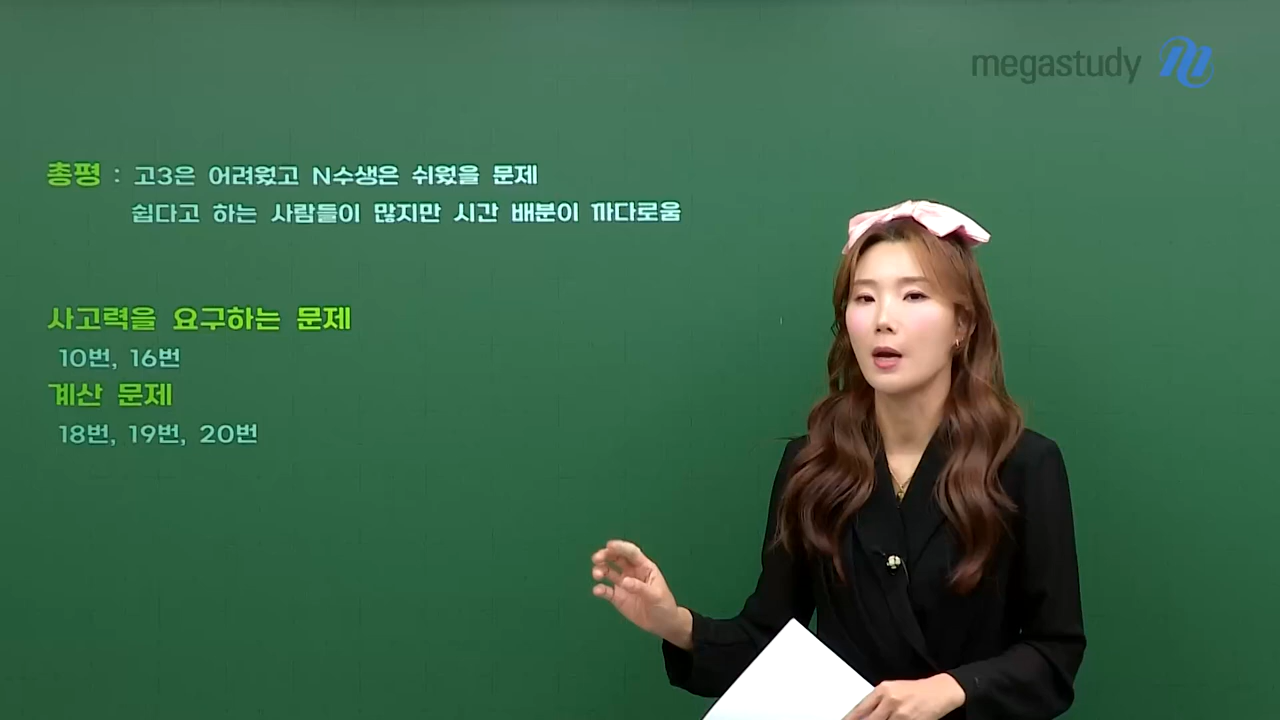 megastudy
총평 : 고3은 어려웠고 N수생은 쉬웠을 문제
쉽다고 하는 사람들이 많지만 시간 배분이 까다로움
사고력을 요구하는 문제
10번, 16번
계산 문제
18번, 19번, 20번